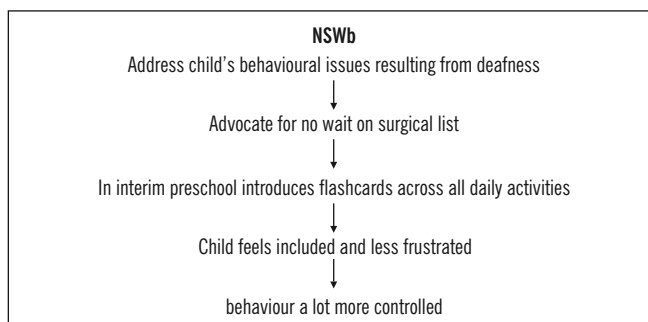 NSWb
Address child’s behavioural issues resulting from deafness
Advocate for no wait on surgical list
In interim preschool introduces flashcards across all daily activities
Child feels included and less frustrated
behaviour a lot more controlled